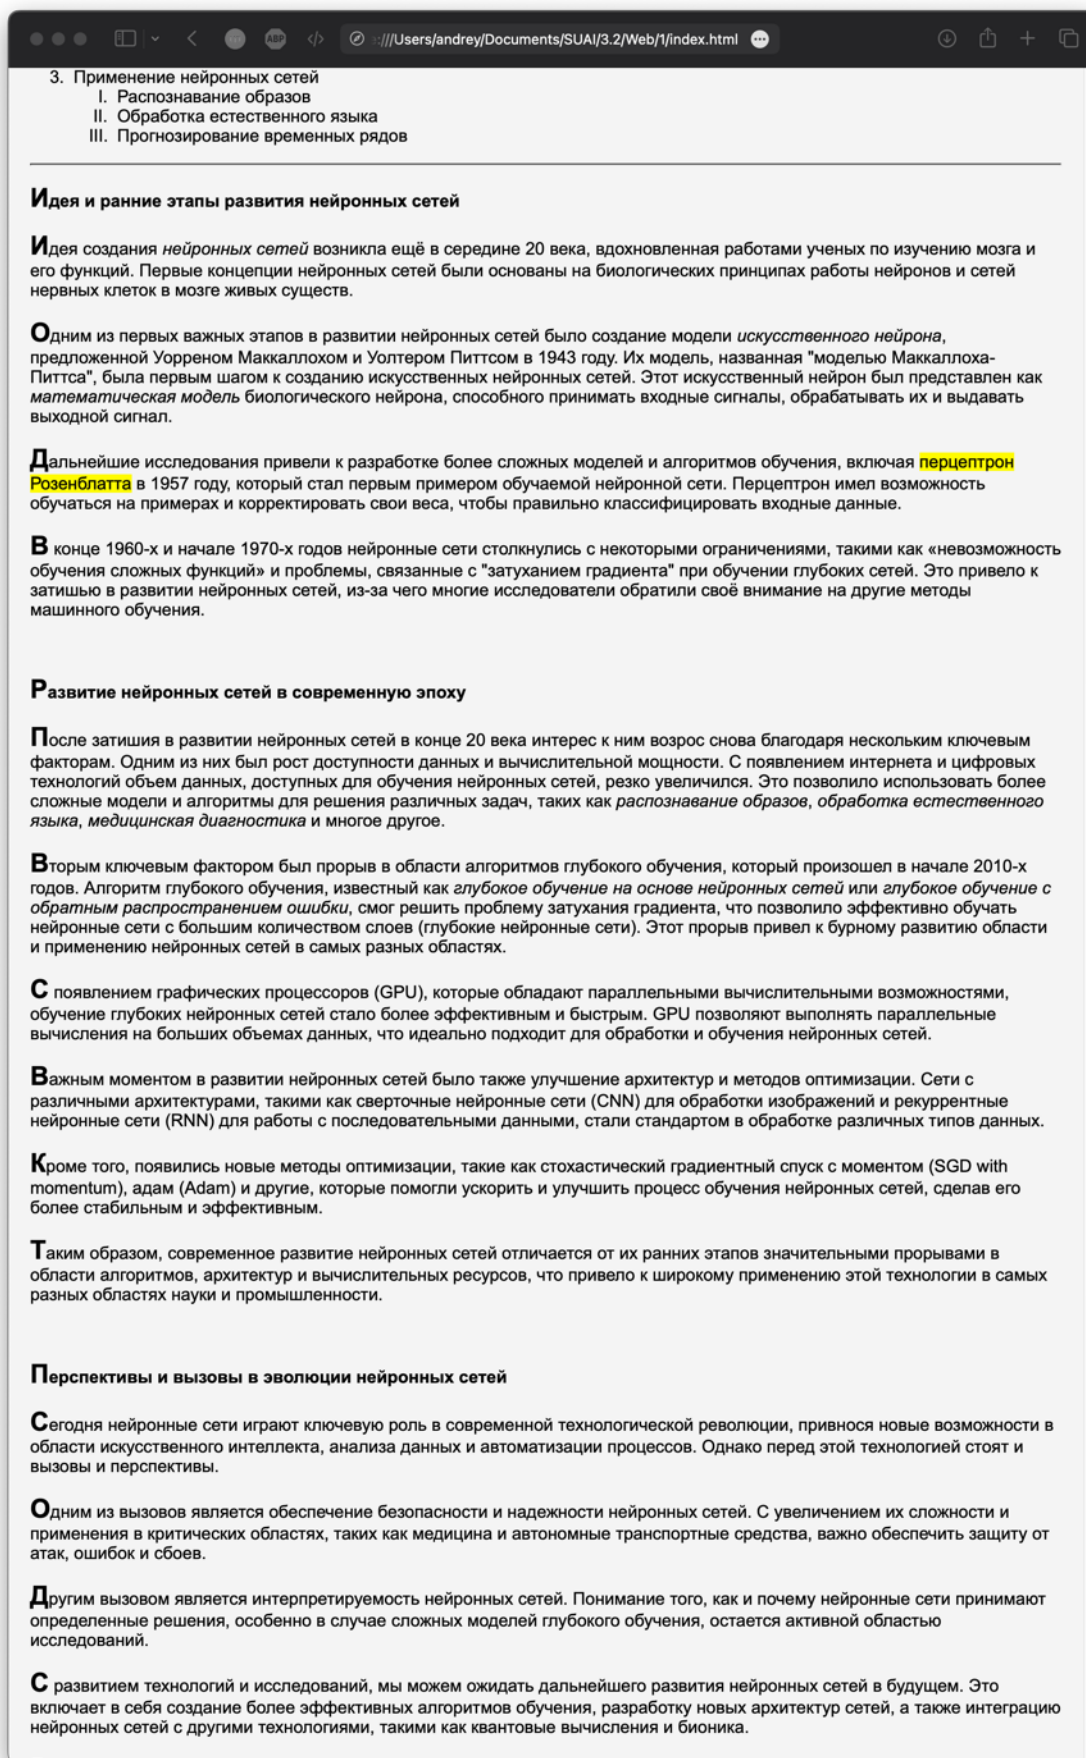 :///Users/andrey/Documents/SUAI/3.2/Web/1/index.html
ABP
3. Применение нейронных сетей
I. Распознавание образов
II. Обработка естественного языка
III. Прогнозирование временных рядов
Идея и ранние этапы развития нейронных сетей
Идея создания нейронных сетей возникла ещё в середине 20 века, вдохновленная работами ученых по изучению мозга и
его функций. Первые концепции нейронных сетей были основаны на биологических принципах работы нейронов и сетей
нервных клеток в мозге живых существ.
Одним из первых важных этапов в развитии нейронных сетей было создание модели искусственного нейрона,
предложенной Уорреном Маккаллохом и Уолтером Питтсом в 1943 году. Их модель, названная "моделью Маккаллоха-
Питтса", была первым шагом к созданию искусственных нейронных сетей. Этот искусственный нейрон был представлен как
математическая модель биологического нейрона, способного принимать входные сигналы, обрабатывать их и выдавать
выходной сигнал.
Дальнейшие исследования привели к разработке более сложных моделей и алгоритмов обучения, включая перцептрон
Розенблатта в 1957 году, который стал первым примером обучаемой нейронной сети. Перцептрон имел возможность
обучаться на примерах и корректировать свои веса, чтобы правильно классифицировать входные данные.
В конце 1960-х и начале 1970-х годов нейронные сети столкнулись с некоторыми ограничениями, такими как «невозможность
обучения сложных функций» и проблемы, связанные с "затуханием градиента" при обучении глубоких сетей. Это привело к
затишью в развитии нейронных сетей, из-за чего многие исследователи обратили своё внимание на другие методы
машинного обучения.
Развитие нейронных сетей в современную эпоху
После затишия в развитии нейронных сетей в конце 20 века интерес к ним возрос снова благодаря нескольким ключевым
факторам. Одним из них был рост доступности данных и вычислительной мощности. С появлением интернета и цифровых
технологий объем данных, доступных для обучения нейронных сетей, резко увеличился. Это позволило использовать более
сложные модели и алгоритмы для решения различных задач, таких как распознавание образов, обработка естественного
языка, медицинская диагностика и многое другое.
Вторым ключевым фактором был прорыв в области алгоритмов глубокого обучения, который произошел в начале 2010-х
годов. Алгоритм глубокого обучения, известный как глубокое обучение на основе нейронных сетей или глубокое обучение с
обратным распространением ошибки, смог решить проблему затухания градиента, что позволило эффективно обучать
нейронные сети с большим количеством слоев (глубокие нейронные сети). Этот прорыв привел к бурному развитию области
и применению нейронных сетей в самых разных областях.
С появлением графических процессоров (GPU), которые обладают параллельными вычислительными возможностями,
обучение глубоких нейронных сетей стало более эффективным и быстрым. GPU позволяют выполнять параллельные
вычисления на больших объемах данных, что идеально подходит для обработки и обучения нейронных сетей.
Важным моментом в развитии нейронных сетей было также улучшение архитектур и методов оптимизации. Сети с
различными архитектурами, такими как сверточные нейронные сети (CNN) для обработки изображений и рекуррентные
нейронные сети (RNN) для работы с последовательными данными, стали стандартом в обработке различных типов данных.
Кроме того, появились новые методы оптимизации, такие как стохастический градиентный спуск с моментом (SGD with
momentum), адам (Adam) и другие, которые помогли ускорить и улучшить процесс обучения нейронных сетей, сделав его
более стабильным и эффективным.
Таким образом, современное развитие нейронных сетей отличается от их ранних этапов значительными прорывами в
области алгоритмов, архитектур и вычислительных ресурсов, что привело к широкому применению этой технологии в самых
разных областях науки и промышленности.
Перспективы и вызовы в эволюции нейронных сетей
Сегодня нейронные сети играют ключевую роль в современной технологической революции, привнося новые возможности в
области искусственного интеллекта, анализа данных и автоматизации процессов. Однако перед этой технологией стоят и
вызовы и перспективы.
Одним из вызовов является обеспечение безопасности и надежности нейронных сетей. С увеличением их сложности и
применения в критических областях, таких как медицина и автономные транспортные средства, важно обеспечить защиту от
атак, ошибок и сбоев.
Другим вызовом является интерпретируемость нейронных сетей. Понимание того, как и почему нейронные сети принимают
определенные решения, особенно в случае сложных моделей глубокого обучения, остается активной областью
исследований.
С развитием технологий и исследований, мы можем ожидать дальнейшего развития нейронных сетей в будущем. Это
включает в себя создание более эффективных алгоритмов обучения, разработку новых архитектур сетей, а также интеграцию
нейронных сетей с другими технологиями, такими как квантовые вычисления и бионика.